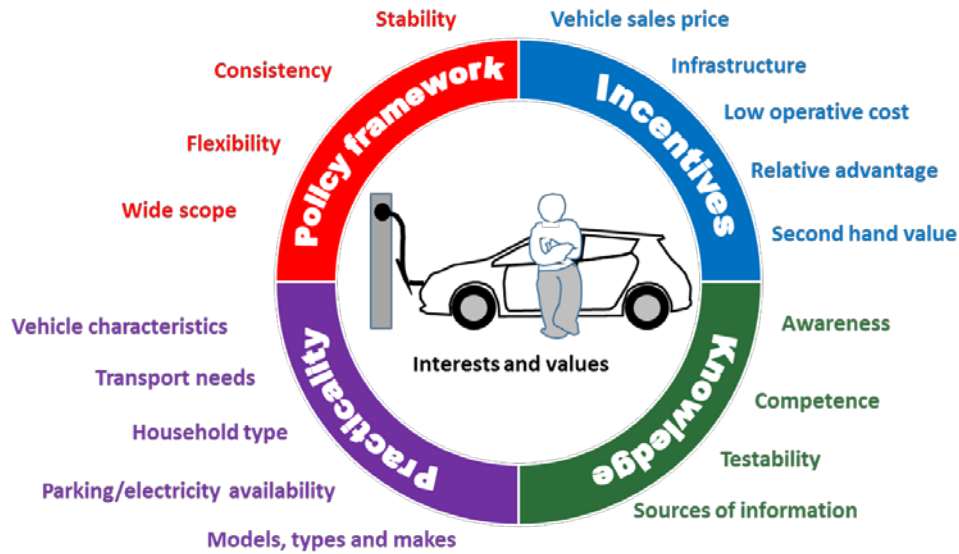 Stability
Consistency
Flexibility
Wide scope
Policy framework
Vehicle sales price
Infrastructure
Low operative cost
Relative advantage
Second hand value
Incentives
Interests and values
Vehicle characteristics
Transport needs
Household type
Parking/electricity availability
Models, types and makes
Practicality
Awareness
Competence
Testability
Sources of information
Knowledge